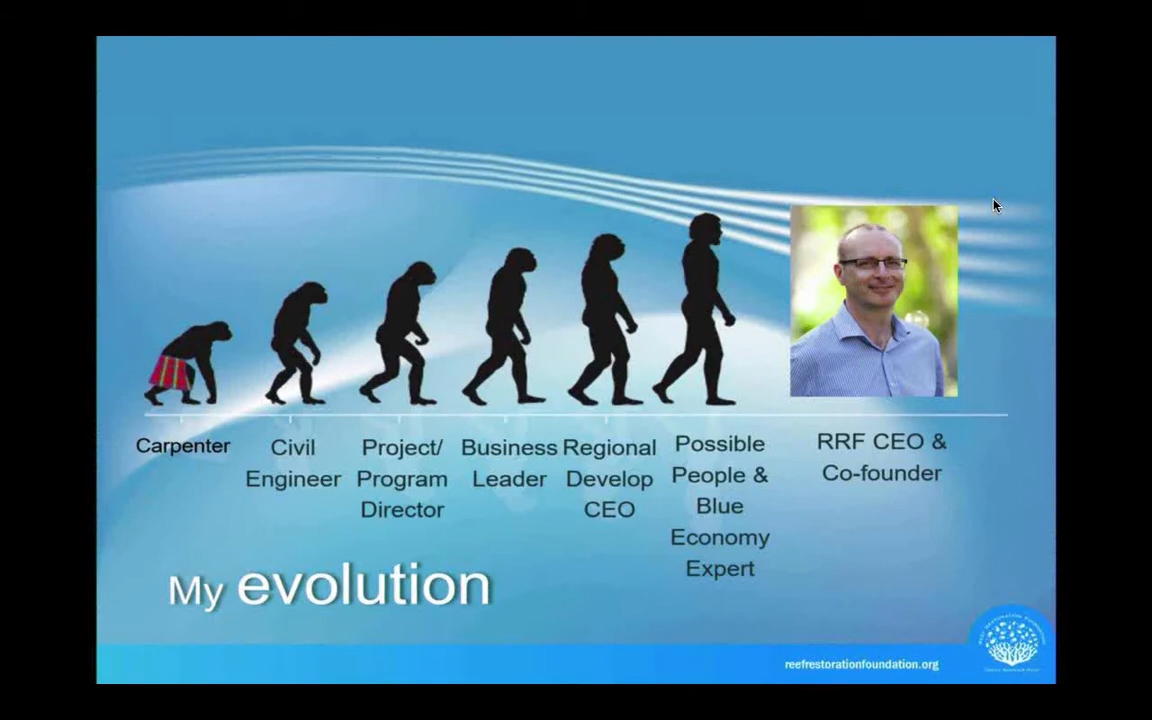 Carpenter
Civil
Engineer
Project/
Program
Director
Business
Leader
Regional
Develop
CEO
Possible
People &
Blue
Economy
Expert
RRF CEO &
Co-founder
My evolution
reefrestorationfoundation.org